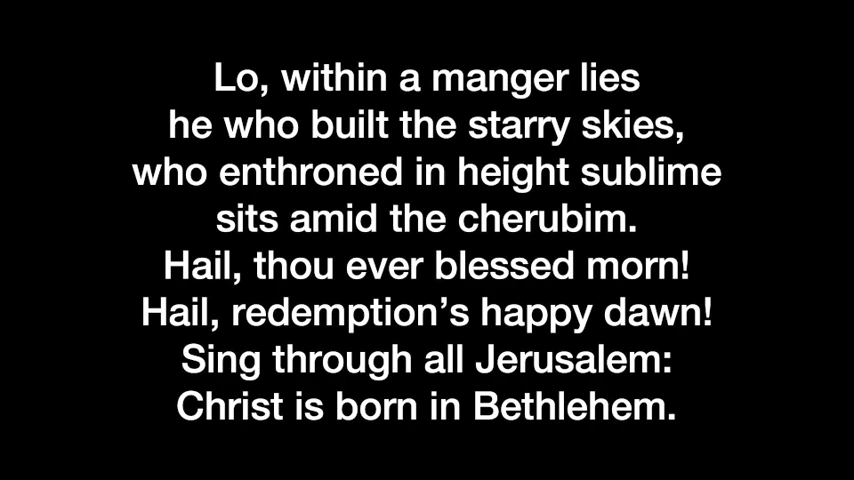 Lo, within a manger lies
he who built the starry skies,
who enthroned in height sublime
sits amid the cherubim.
Hail, thou ever blessed morn!
Hail, redemption’s happy dawn!
Sing through all Jerusalem:
Christ is born in Bethlehem.